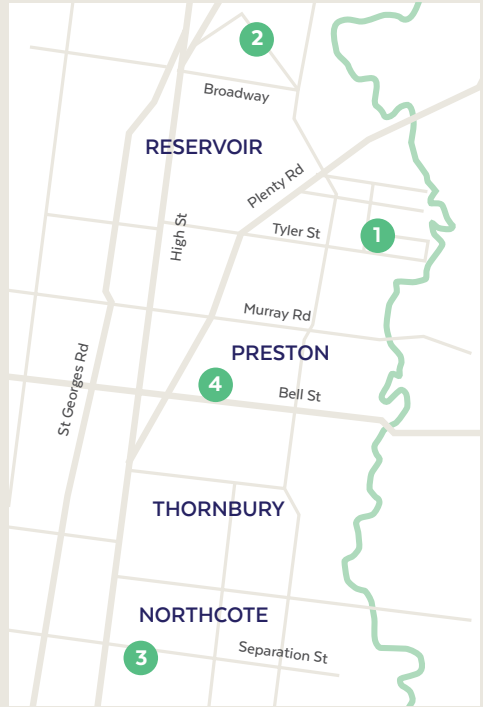 2
Broadway
RESERVOIR
Plenty Rd
High St
Tyler St
1
Murray Rd
PRESTON
St Georges Rd
4
Bell St
THORNBURY
NORTHCOTE
3
Separation St